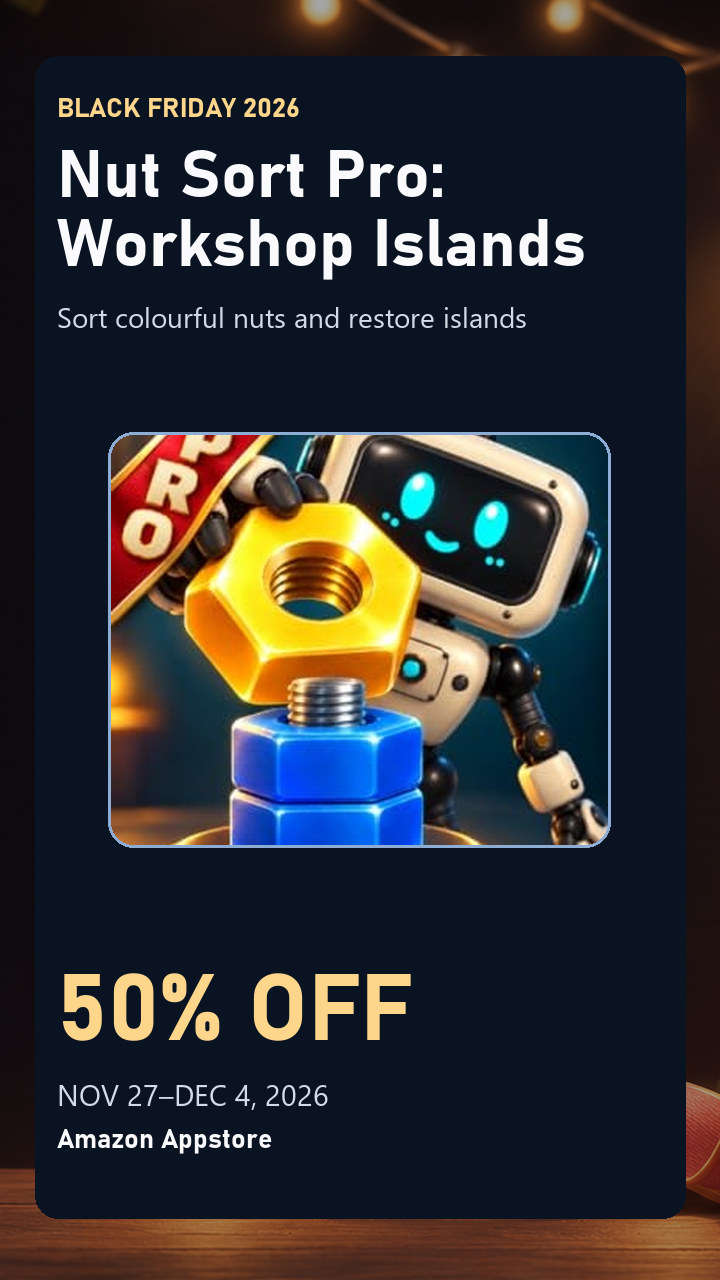 BLACK FRIDAY 2026
Nut Sort Pro:
Workshop Islands
Sort colourful nuts and restore islands
PRO
50% OFF
NOV 27–DEC 4, 2026
Amazon Appstore